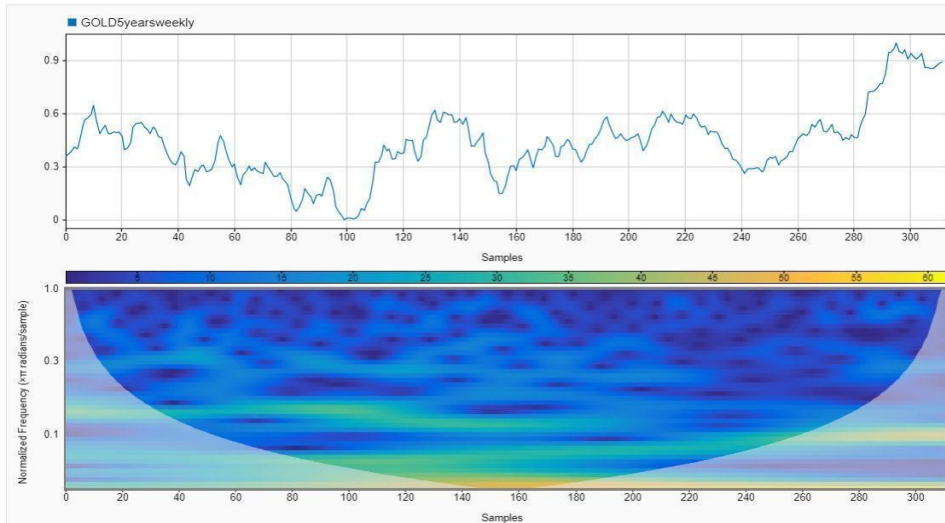 GOLD5yearsweekly
0.9
0.6
0.3
0
0 20 40 60 80 100 120 140 160 180 200 220 240 260 280 300
Samples
5 10 15 20 25 30 35 40 45 50 55 60
Normalized Frequency (×π radians/sample)
1.0
0.3
0.1
0 20 40 60 80 100 120 140 160 180 200 220 240 260 280 300
Samples